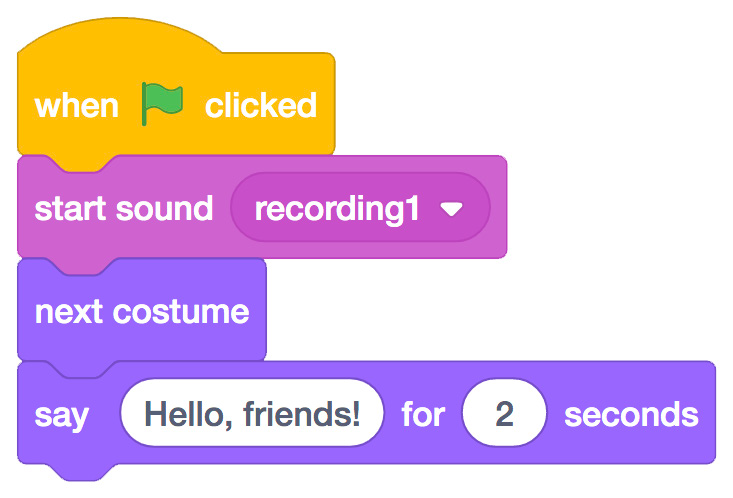 when clicked
start sound recording1
next costume
say Hello, friends! for 2 seconds